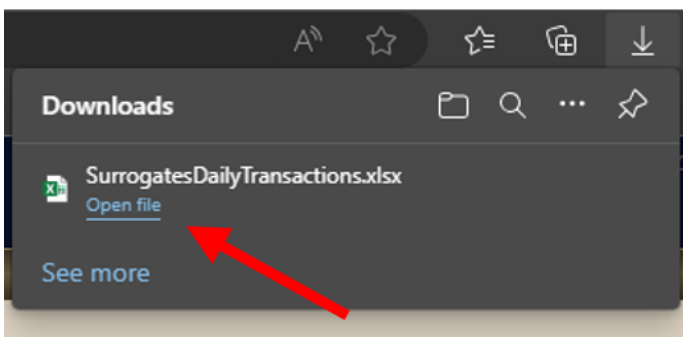 Downloads
SurrogatesDailyTransactions.xlsx
Open file
See more